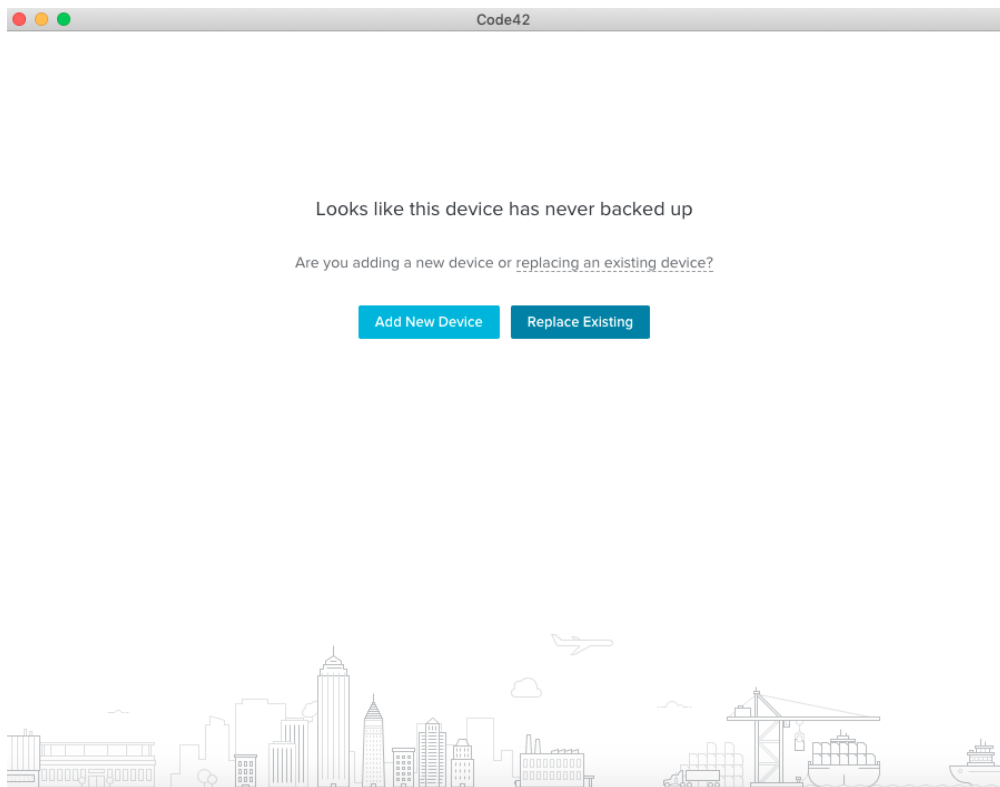 Code42
Looks like this device has never backed up
Are you adding a new device or replacing an existing device?
Add New Device Replace Existing